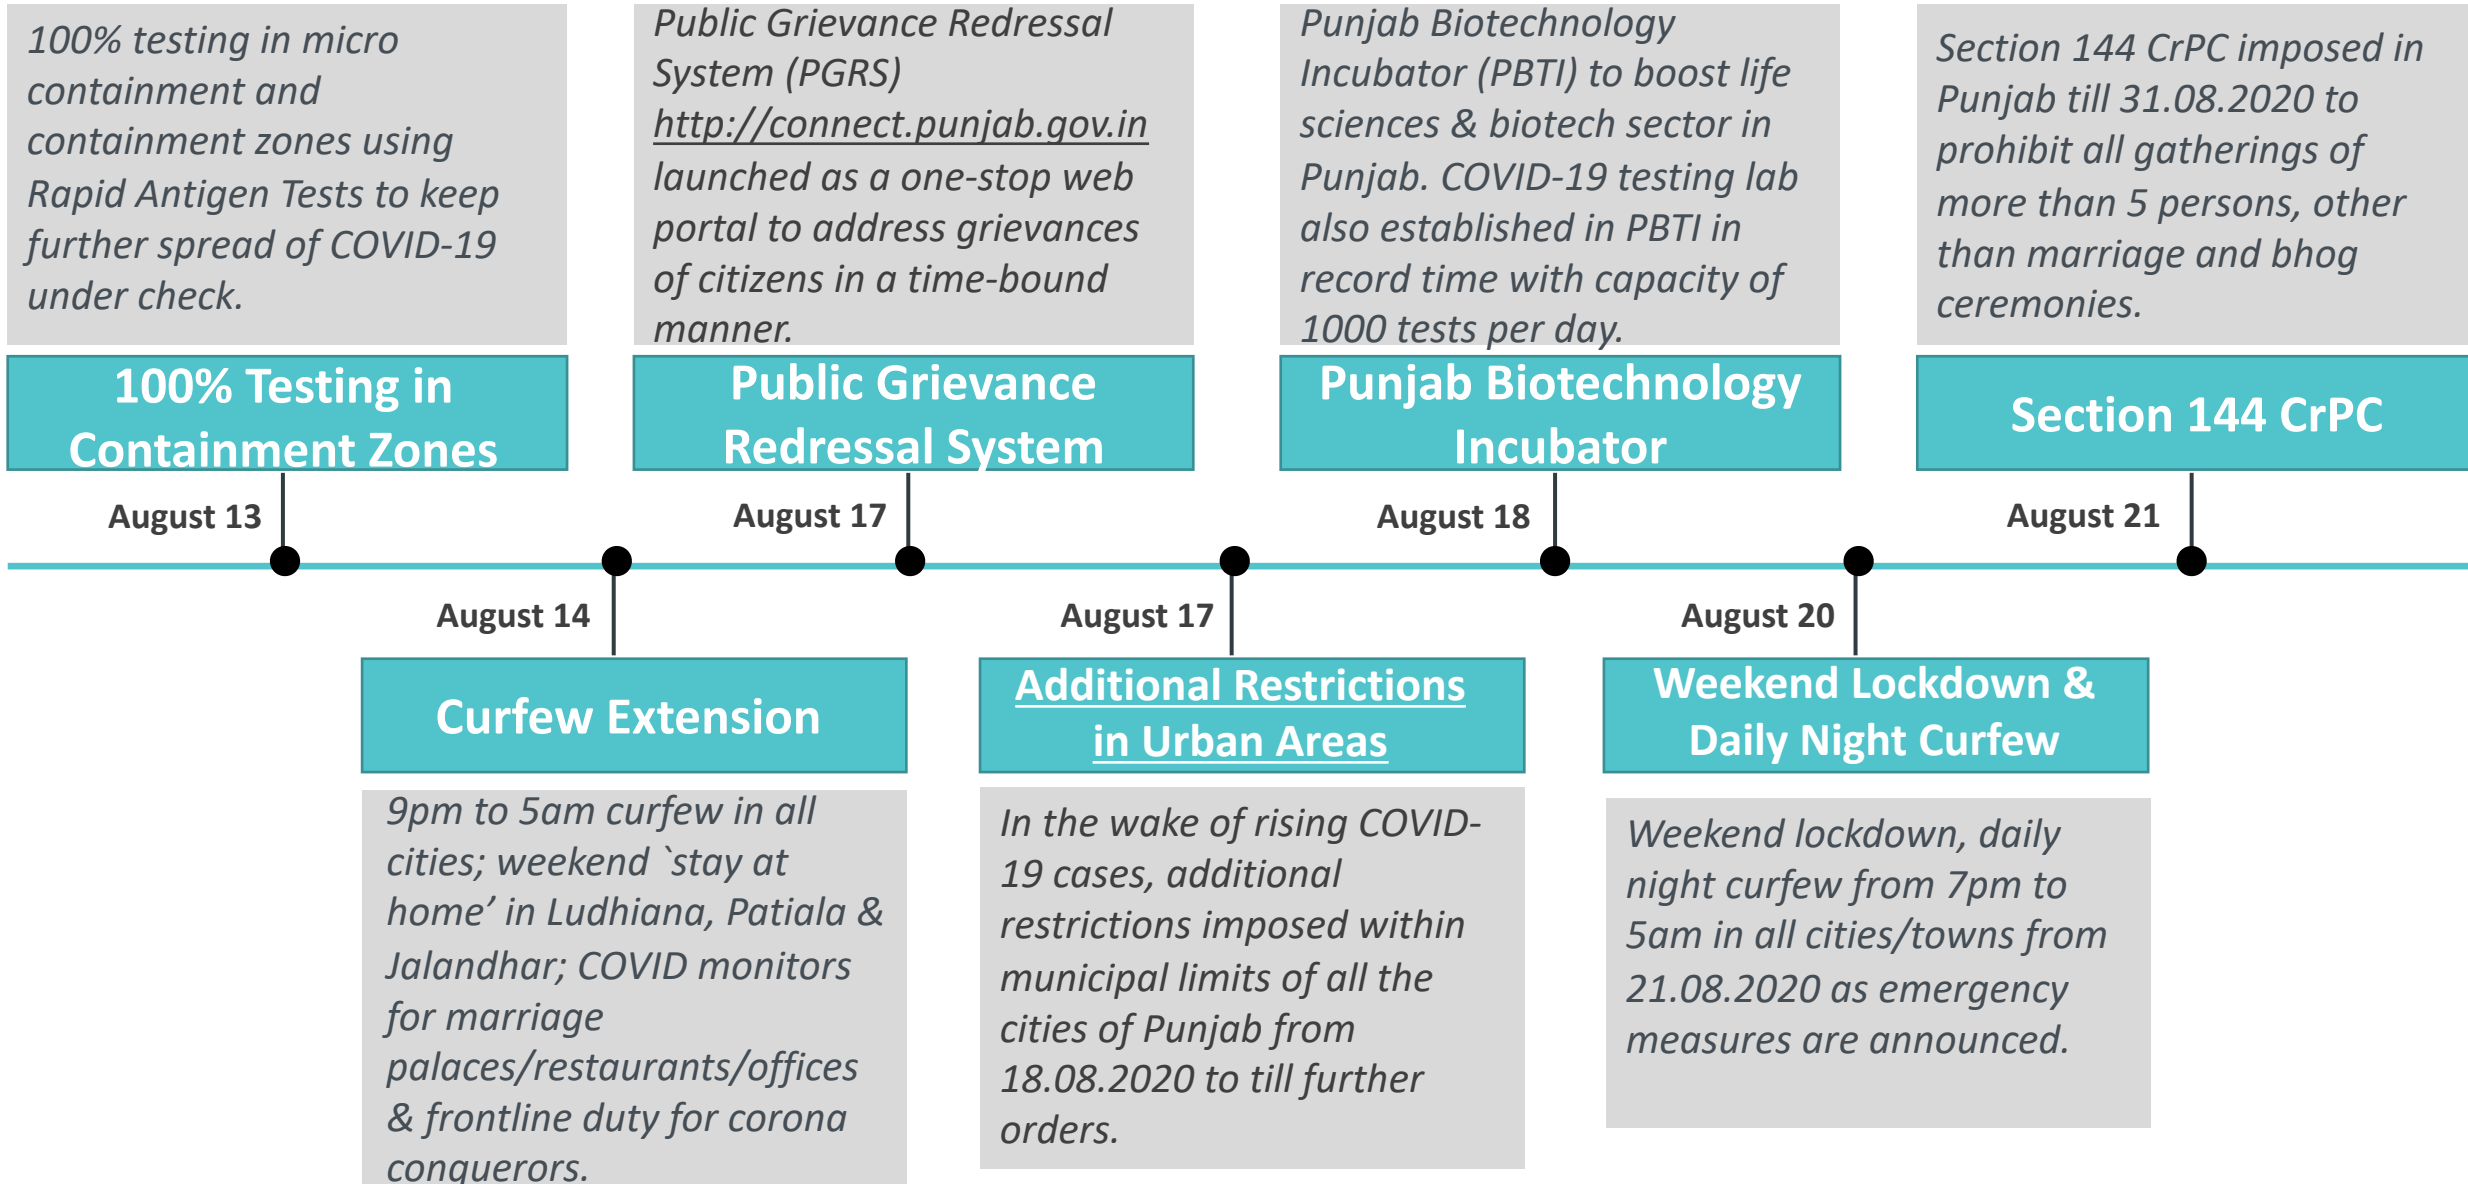 100% testing in micro
containment and
containment zones using
Rapid Antigen Tests to keep
further spread of COVID-19
under check.
100% Testing in
Containment Zones
August 13
Public Grievance Redressal
System (PGRS)
http://connect.punjab.gov.in
launched as a one-stop web
portal to address grievances
of citizens in a time-bound
manner.
Public Grievance
Redressal System
August 17
Punjab Biotechnology
Incubator (PBTI) to boost life
sciences & biotech sector in
Punjab. COVID-19 testing lab
also established in PBTI in
record time with capacity of
1000 tests per day.
Punjab Biotechnology
Incubator
August 18
Section 144 CrPC imposed in
Punjab till 31.08.2020 to
prohibit all gatherings of
more than 5 persons, other
than marriage and bhog
ceremonies.
Section 144 CrPC
August 21
August 14
Curfew Extension
9pm to 5am curfew in all
cities; weekend `stay at
home’ in Ludhiana, Patiala &
Jalandhar; COVID monitors
for marriage
palaces/restaurants/offices
& frontline duty for corona
conquerors.
August 17
Additional Restrictions
in Urban Areas
In the wake of rising COVID-
19 cases, additional
restrictions imposed within
municipal limits of all the
cities of Punjab from
18.08.2020 to till further
orders.
August 20
Weekend Lockdown &
Daily Night Curfew
Weekend lockdown, daily
night curfew from 7pm to
5am in all cities/towns from
21.08.2020 as emergency
measures are announced.